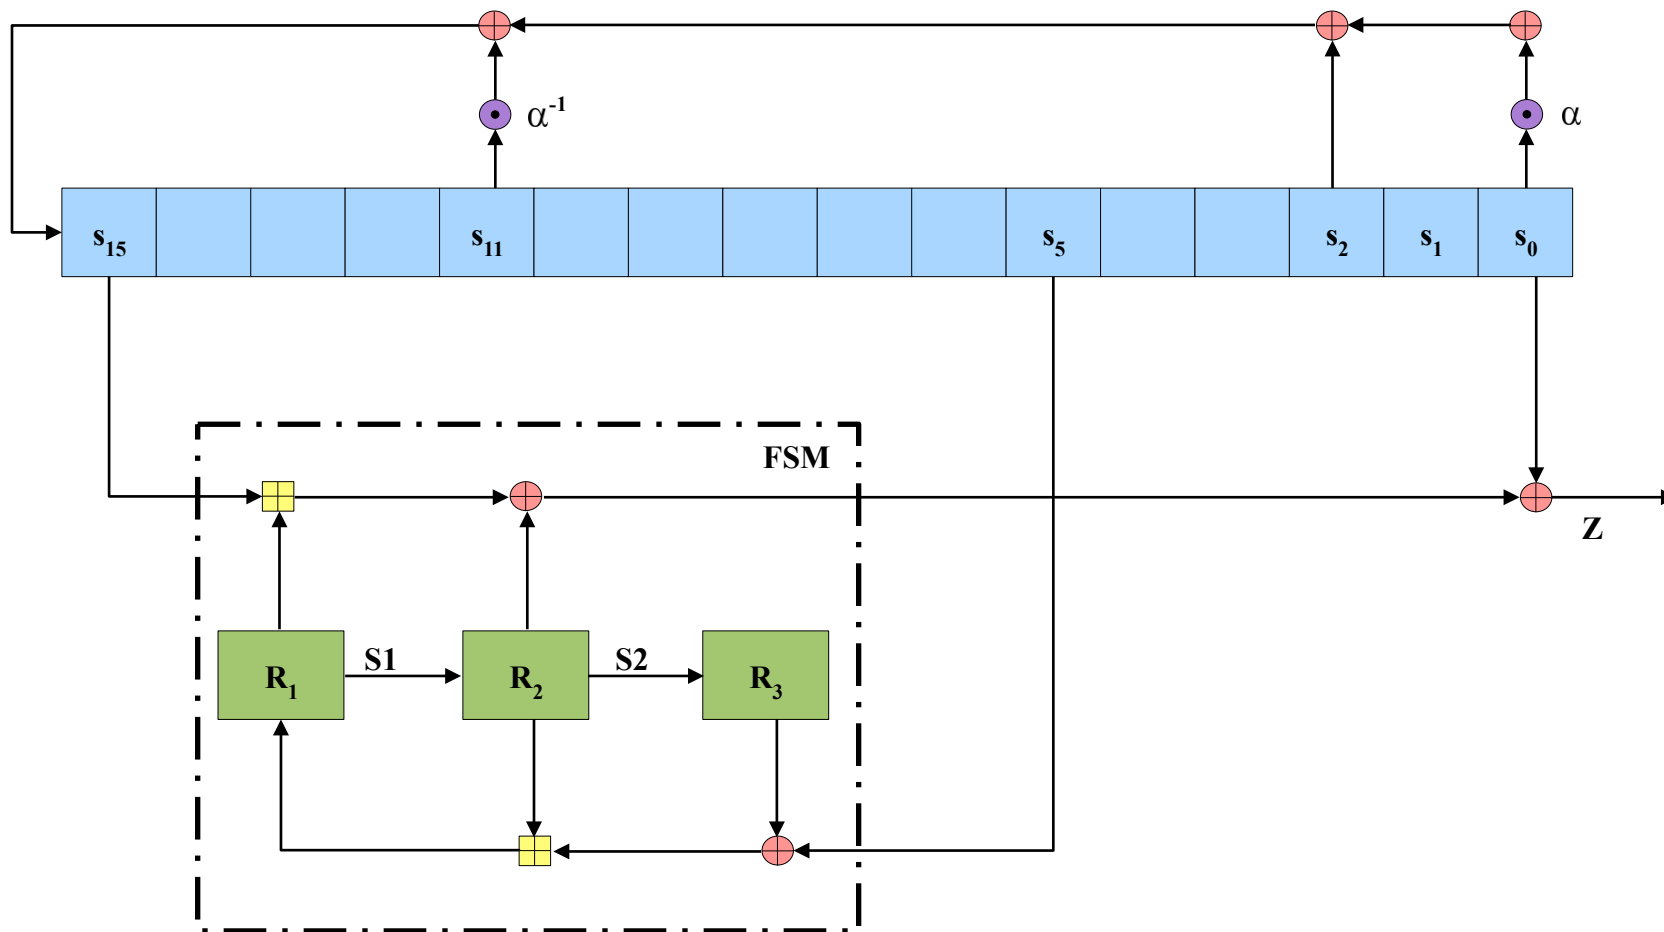 α⁻¹ α
s₁₅ s₁₁ s₅ s₂ s₁ s₀
FSM
Z
S1 S2
R₁ R₂ R₃